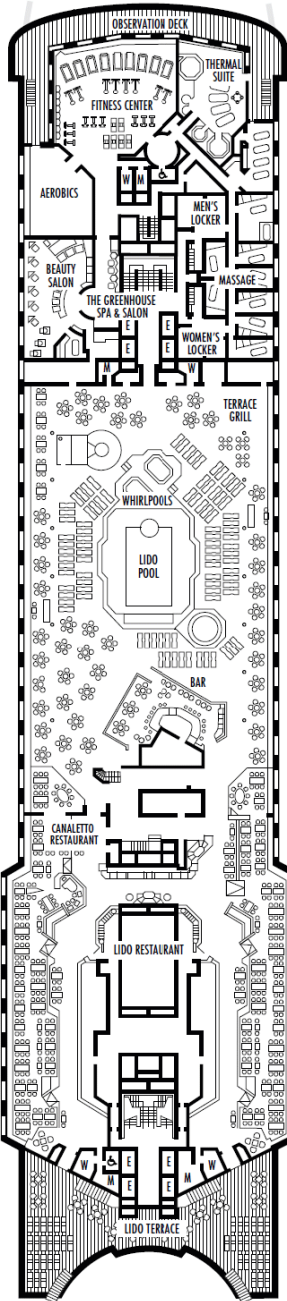 OBSERVATION DECK
THERMAL
SUITE
FITNESS CENTER
W M
AEROBICS
MEN'S
LOCKER
BEAUTY
SALON
MASSAGE
THE GREENHOUSE
SPA & SALON
E E
E E
WOMEN'S
LOCKER
M W
TERRACE
GRILL
WHIRLPOOLS
LIDO
POOL
BAR
CANALETTO
RESTAURANT
LIDO RESTAURANT
W E E W
M E E M
LIDO TERRACE